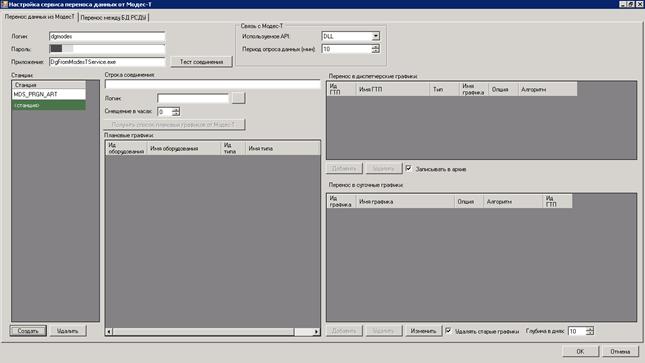 Настройка сервиса переноса данных от Модес-Т
Перенос данных из МодесТ
Перенос между БД РСДУ
Логин:
dgmodes
Пароль:
Приложение:
DgFromModesTService.exe
Тест соединения
Связь с Модес-Т
Используемое API:
DLL
Период опроса данных (мин):
10
Станции:
Станция
MDS_PRGN_ART
<станция>
Создать
Удалить
Строка соединения:
Логин:
Смещение в часах:
0
Получить список плановых графиков от Модес-Т
Плановые графики:
Ид оборудования
Имя оборудования
Ид типа
Имя типа
Перенос в диспетчерские графики:
Ид ГТП
Имя ГТП
Тип
Имя графика
Опция
Алгоритм
Добавить
Удалить
Записывать в архив
Перенос в суточные графики:
Ид графика
Имя графика
Опция
Алгоритм
Ид ГТП
Добавить
Удалить
Изменить
Удалять старые графики
Глубина в днях:
10
OK
Отмена